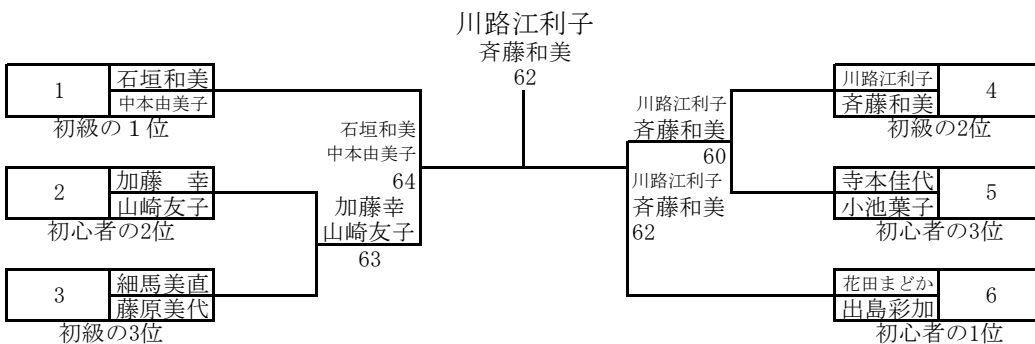 川路江利子
斉藤和美
62
1
石垣和美
中本由美子
初級の１位
2
加藤　幸
山崎友子
初心者の2位
3
細馬美直
藤原美代
初級の3位
石垣和美
中本由美子
64
加藤幸
山崎友子
63
川路江利子
斉藤和美
60
川路江利子
斉藤和美
62
川路江利子
斉藤和美
4
初級の2位
寺本佳代
小池葉子
5
初心者の3位
花田まどか
出島彩加
6
初心者の1位